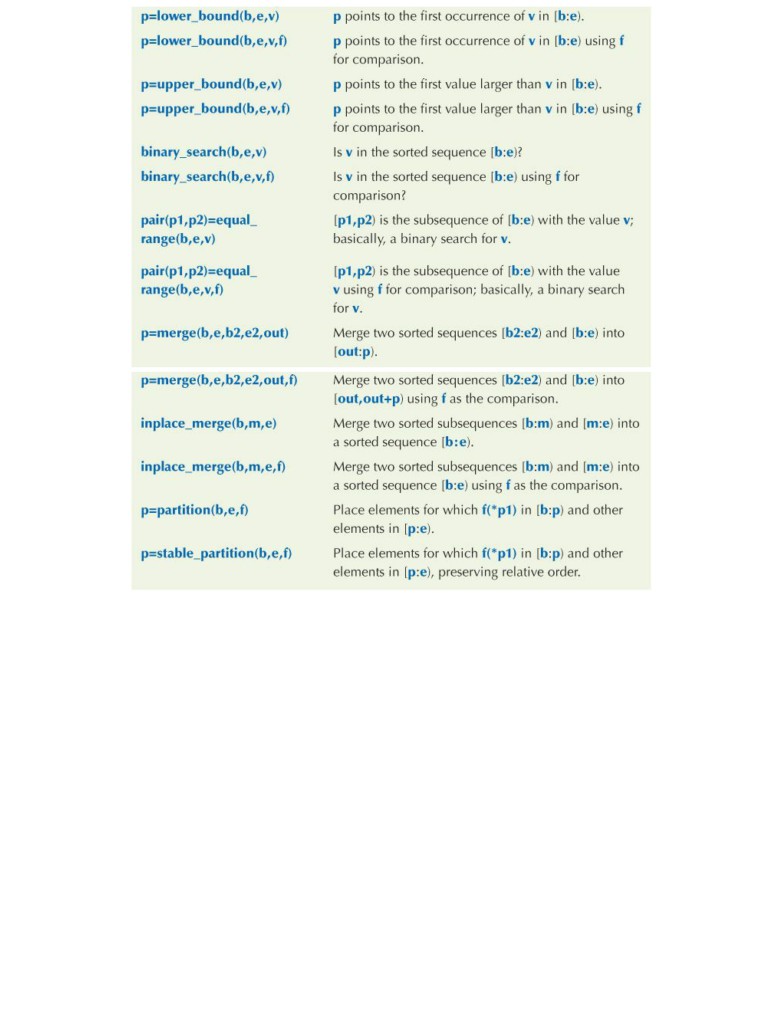 p=lower_bound(b,e,v) p points to the first occurrence of v in [b:e).
p=lower_bound(b,e,v,f) p points to the first occurrence of v in [b:e) using f
for comparison.
p=upper_bound(b,e,v) p points to the first value larger than v in [b:e).
p=upper_bound(b,e,v,f) p points to the first value larger than v in [b:e) using f
for comparison.
binary_search(b,e,v) Is v in the sorted sequence [b:e)?
binary_search(b,e,v,f) Is v in the sorted sequence [b:e) using f for
comparison?
pair(p1,p2)=equal_ [p1,p2) is the subsequence of [b:e) with the value v;
range(b,e,v) basically, a binary search for v.
pair(p1,p2)=equal_ [p1,p2) is the subsequence of [b:e) with the value
range(b,e,v,f) v using f for comparison; basically, a binary search
for v.
p=merge(b,e,b2,e2,out) Merge two sorted sequences [b2:e2) and [b:e) into
[out:p).
p=merge(b,e,b2,e2,out,f) Merge two sorted sequences [b2:e2) and [b:e) into
[out,out+p) using f as the comparison.
inplace_merge(b,m,e) Merge two sorted subsequences [b:m) and [m:e) into
a sorted sequence [b:e).
inplace_merge(b,m,e,f) Merge two sorted subsequences [b:m) and [m:e) into
a sorted sequence [b:e) using f as the comparison.
p=partition(b,e,f) Place elements for which f(*p1) in [b:p) and other
elements in [p:e).
p=stable_partition(b,e,f) Place elements for which f(*p1) in [b:p) and other
elements in [p:e), preserving relative order.